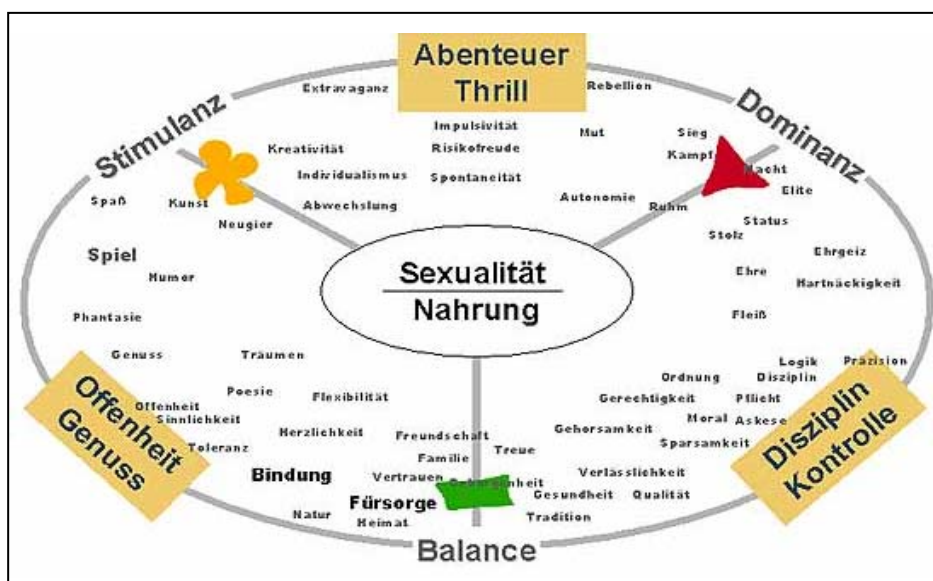 Abenteuer
Thrill
Extravaganz
Rebellion
Stimulanz
Dominanz
Impulsivität
Mut
Sieg
Kreativität
Risikofreude
Kampf
Macht
Individualismus
Spontaneität
Elite
Spaß
Kunst
Abwechslung
Autonomie
Ruhm
Neugier
Status
Stolz
Spiel
Ehrgeiz
Humor
Sexualität
Nahrung
Ehre
Hartnäckigkeit
Phantasie
Fleiß
Genuss
Träumen
Logik
Präzision
Ordnung
Disziplin
Poesie
Flexibilität
Gerechtigkeit
Pflicht
Offenheit
Genuss
Offenheit
Sinnlichkeit
Moral
Askese
Disziplin
Kontrolle
Herzlichkeit
Freundschaft
Gehorsamkeit
Sparsamkeit
Toleranz
Familie
Treue
Bindung
Vertrauen
Geborgenheit
Verlässlichkeit
Fürsorge
Gesundheit
Qualität
Natur
Heimat
Tradition
Balance